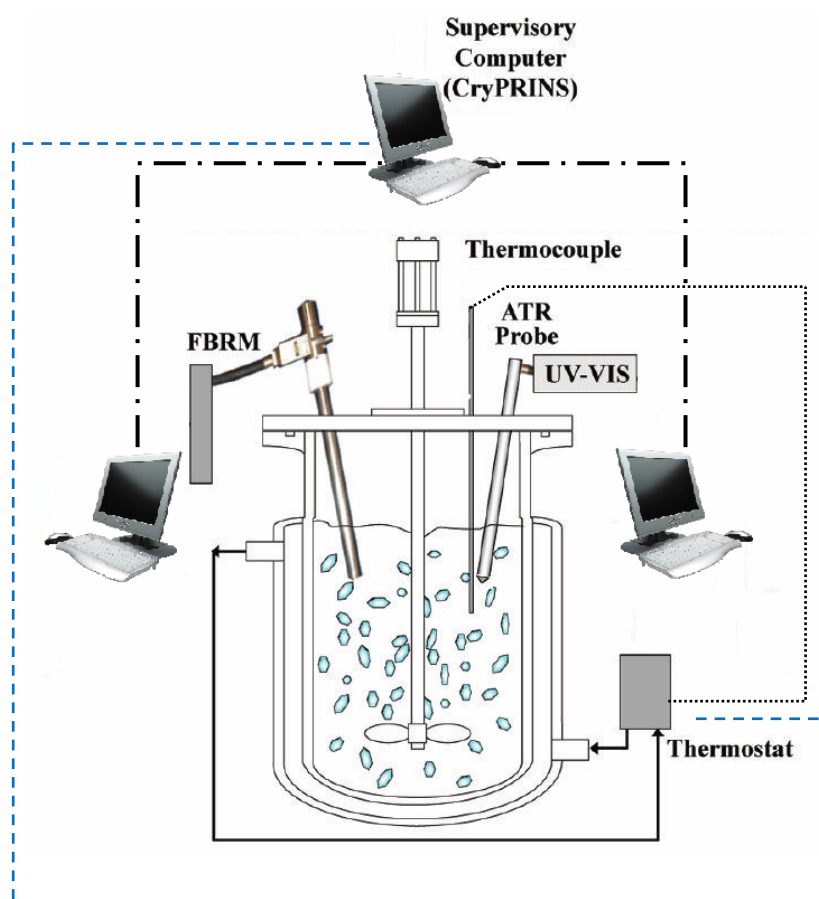 Supervisory
Computer
(CryPRINS)
Thermocouple
FBRM
ATR
Probe
UV-VIS
Thermostat